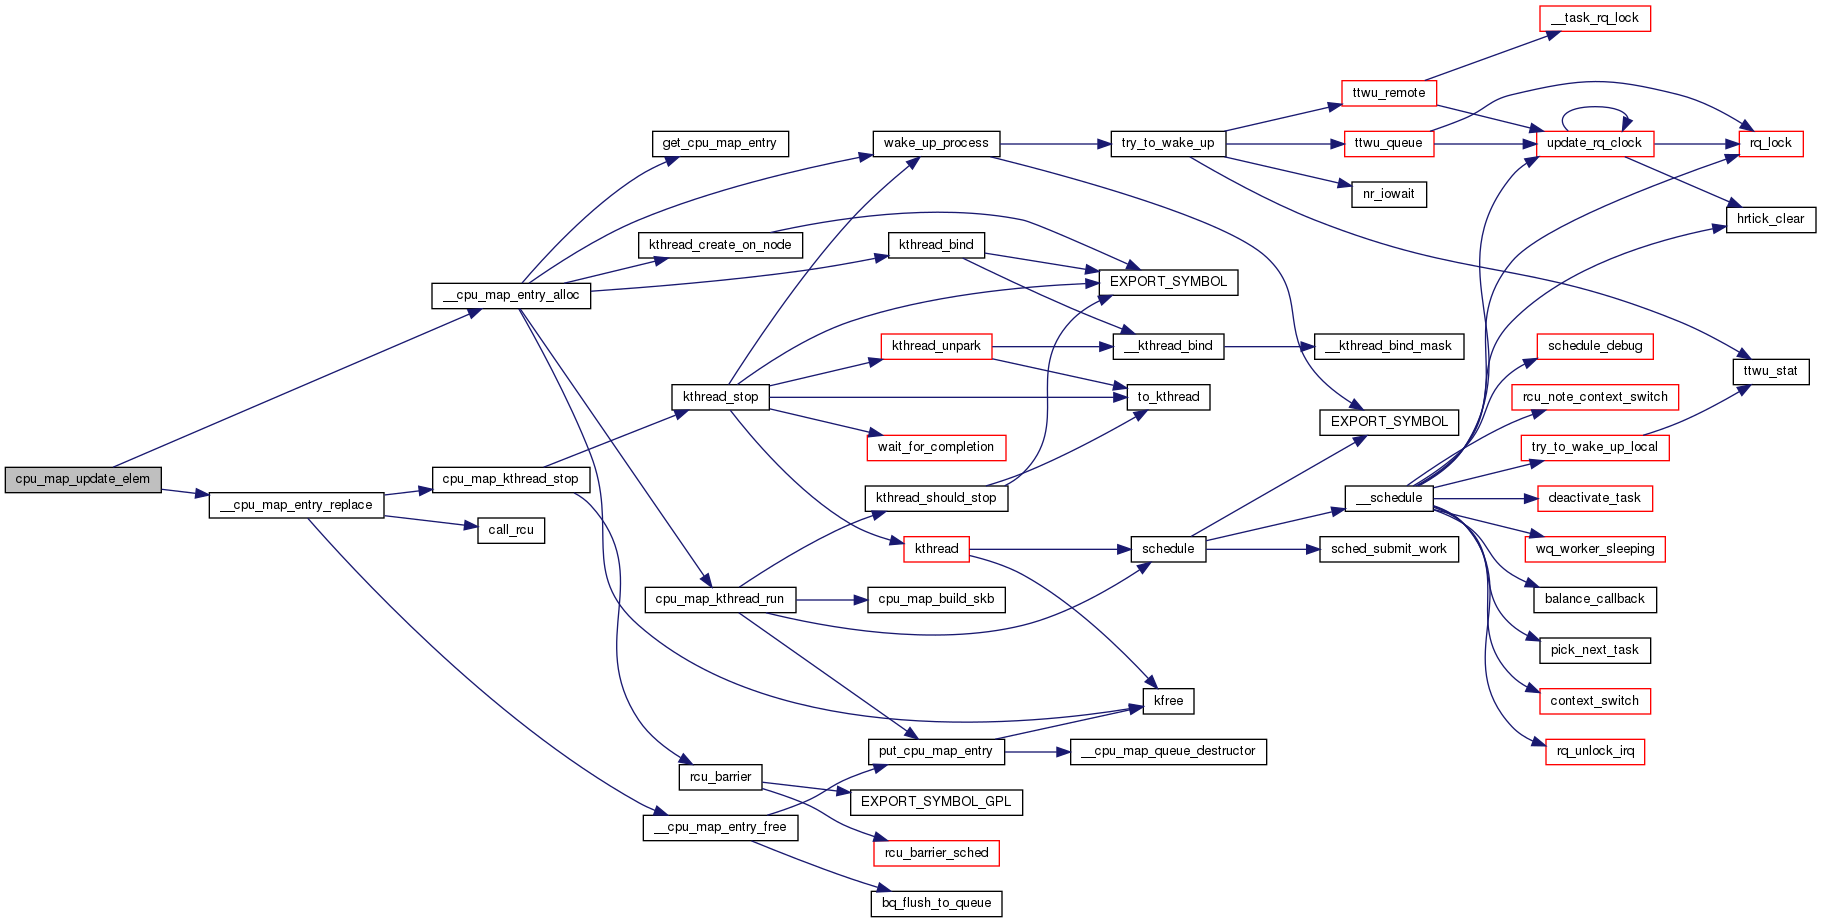 __task_rq_lock
ttwu_remote
get_cpu_map_entry
wake_up_process
try_to_wake_up
ttwu_queue
update_rq_clock
rq_lock
nr_iowait
hrtick_clear
kthread_create_on_node
kthread_bind
EXPORT_SYMBOL
__cpu_map_entry_alloc
kthread_unpark
__kthread_bind
__kthread_bind_mask
schedule_debug
ttwu_stat
kthread_stop
to_kthread
rcu_note_context_switch
EXPORT_SYMBOL
wait_for_completion
try_to_wake_up_local
cpu_map_update_elem
cpu_map_kthread_stop
kthread_should_stop
__schedule
deactivate_task
__cpu_map_entry_replace
call_rcu
kthread
schedule
sched_submit_work
wq_worker_sleeping
cpu_map_kthread_run
cpu_map_build_skb
balance_callback
pick_next_task
kfree
context_switch
put_cpu_map_entry
__cpu_map_queue_destructor
rq_unlock_irq
rcu_barrier
EXPORT_SYMBOL_GPL
__cpu_map_entry_free
rcu_barrier_sched
bq_flush_to_queue